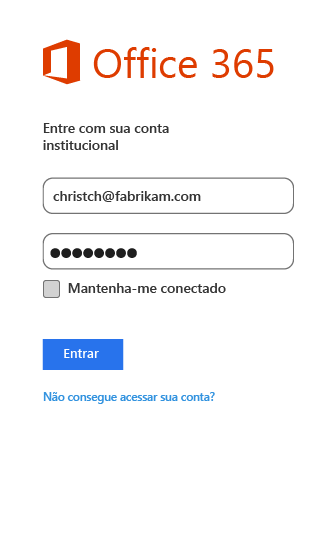 Office 365
Entre com sua conta
institucional
christch@fabrikam.com
●●●●●●●●
Mantenha-me conectado
Entrar
Não consegue acessar sua conta?